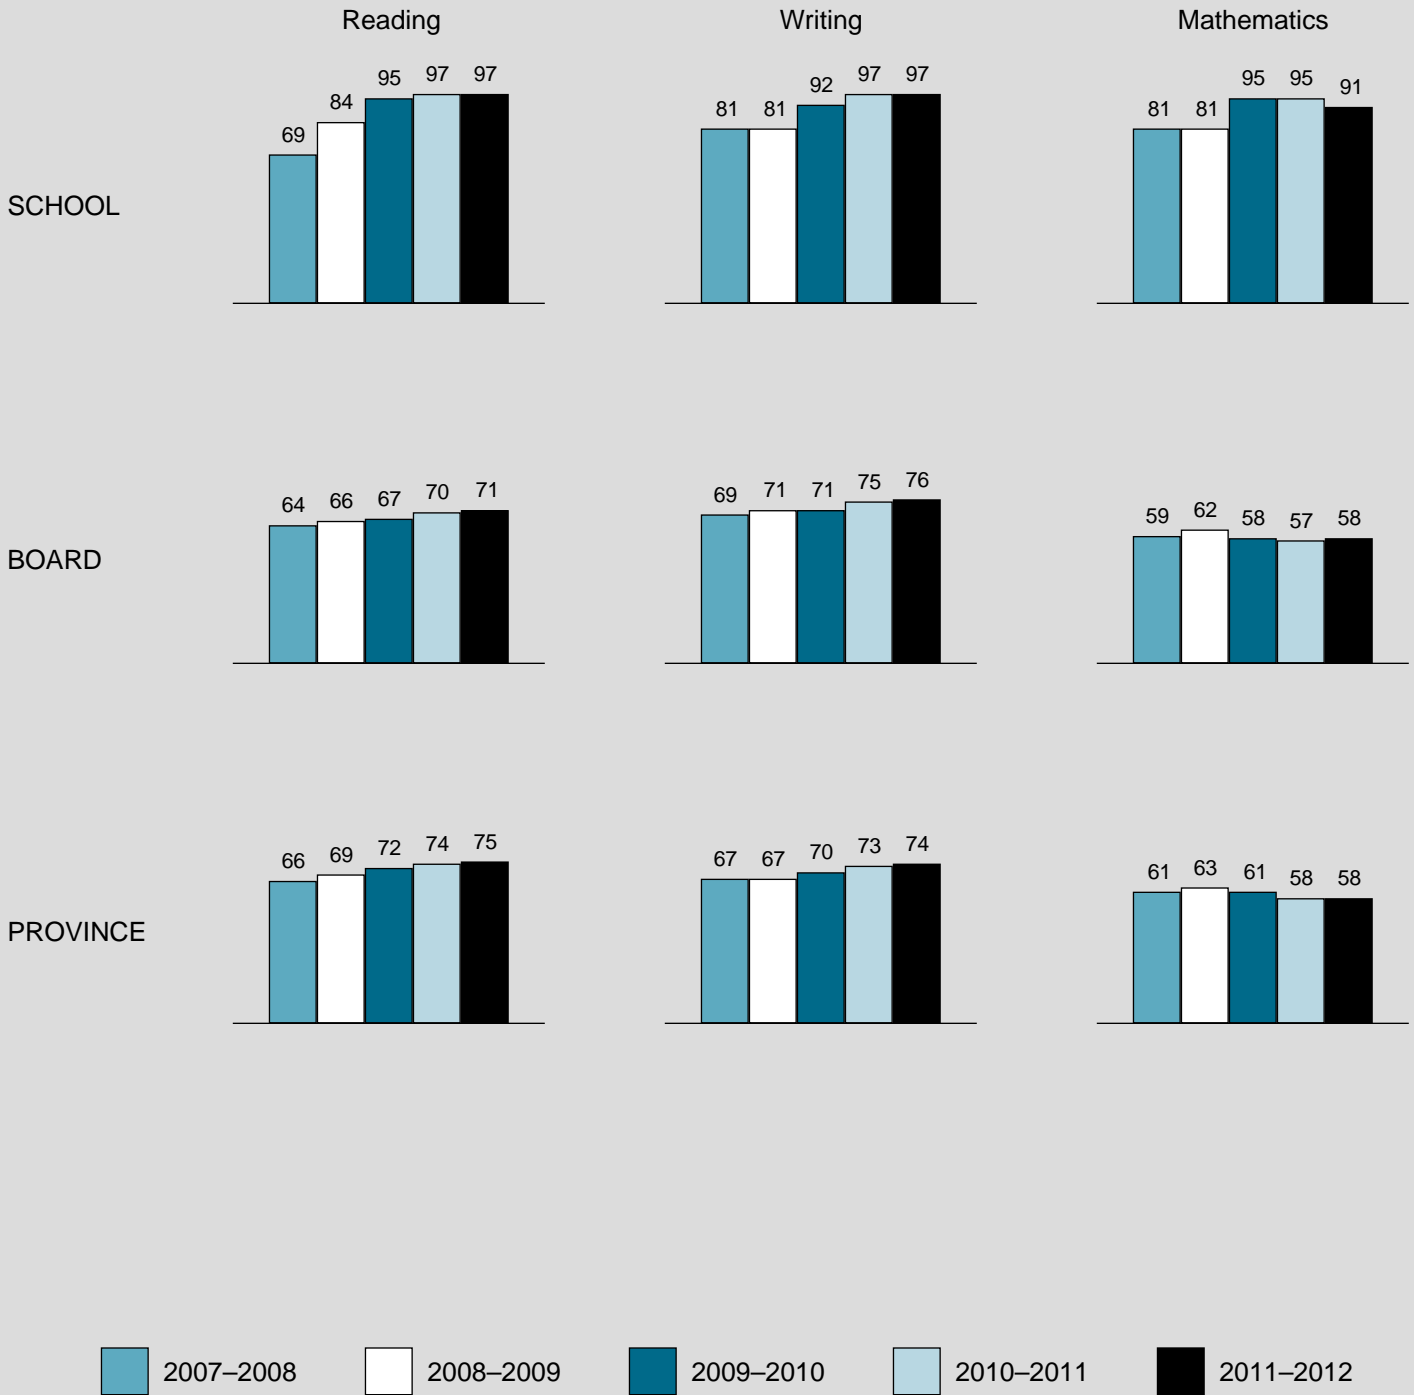 Reading Writing Mathematics
SCHOOL
69 84 95 97 97
81 81 92 97 97
81 81 95 95 91
BOARD
64 66 67 70 71
69 71 71 75 76
59 62 58 57 58
PROVINCE
66 69 72 74 75
67 67 70 73 74
61 63 61 58 58
2007–2008 2008–2009 2009–2010 2010–2011 2011–2012